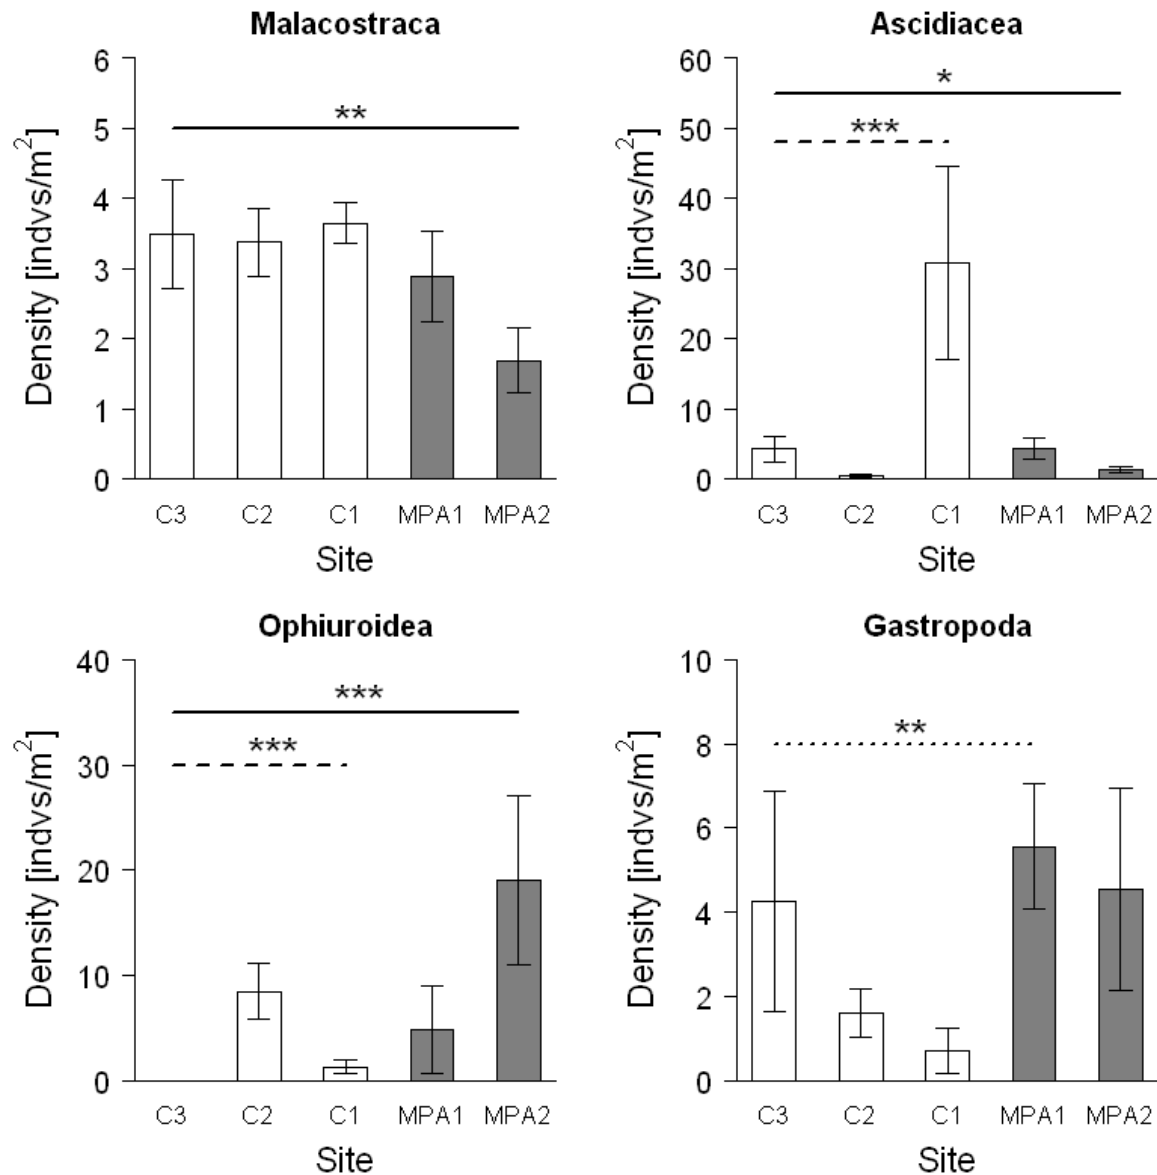 Malacostraca
Density [indvs/m²]
6
5
4
3
2
1
0
**
C3 C2 C1 MPA1 MPA2
Site
Ascidiacea
Density [indvs/m²]
60
50
40
30
20
10
0
*
***
C3 C2 C1 MPA1 MPA2
Site
Ophiuroidea
Density [indvs/m²]
40
30
20
10
0
***
***
C3 C2 C1 MPA1 MPA2
Site
Gastropoda
Density [indvs/m²]
10
8
6
4
2
0
**
C3 C2 C1 MPA1 MPA2
Site